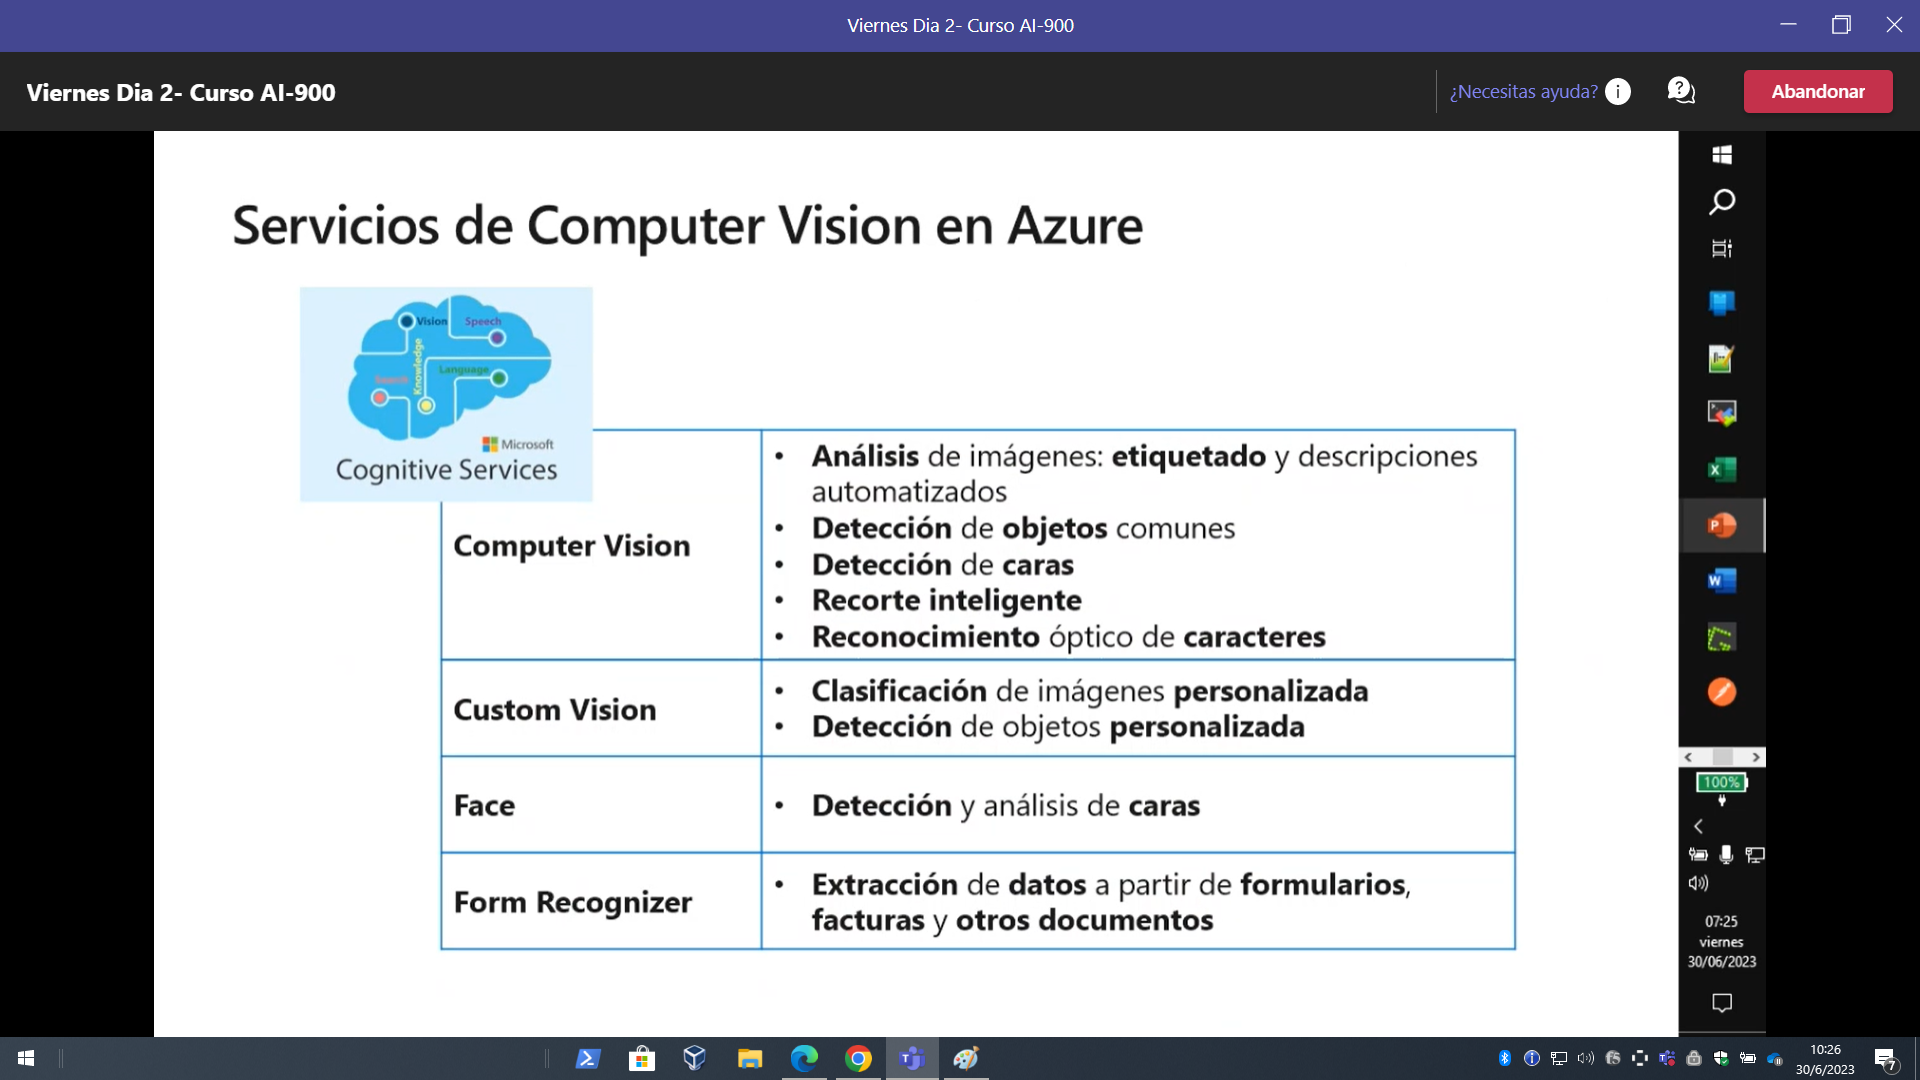 Viernes Dia 2- Curso AI-900
Viernes Dia 2- Curso AI-900
¿Necesitas ayuda?
Abandonar
Servicios de Computer Vision en Azure
Vision
Speech
Knowledge
Language
Search
Microsoft
Cognitive Services
Computer Vision
• Análisis de imágenes: etiquetado y descripciones
automatizados
• Detección de objetos comunes
• Detección de caras
• Recorte inteligente
• Reconocimiento óptico de caracteres
Custom Vision
• Clasificación de imágenes personalizada
• Detección de objetos personalizada
Face
• Detección y análisis de caras
Form Recognizer
• Extracción de datos a partir de formularios,
facturas y otros documentos
100%
07:25
viernes
30/06/2023
10:26
30/6/2023
7